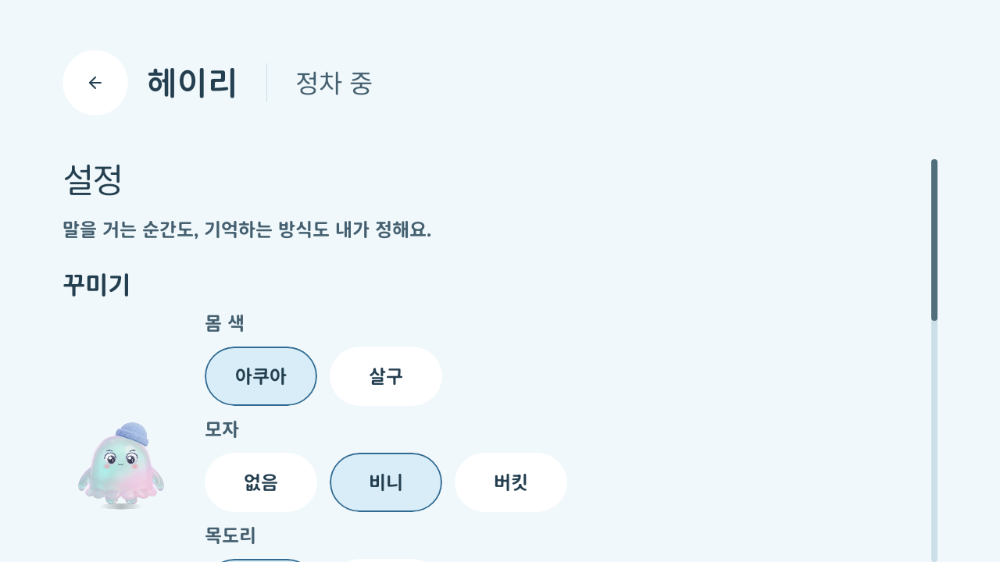 헤이리
정차 중
설정
말을 거는 순간도, 기억하는 방식도 내가 정해요.
꾸미기
몸 색
아쿠아
살구
모자
없음
비니
버킷
목도리